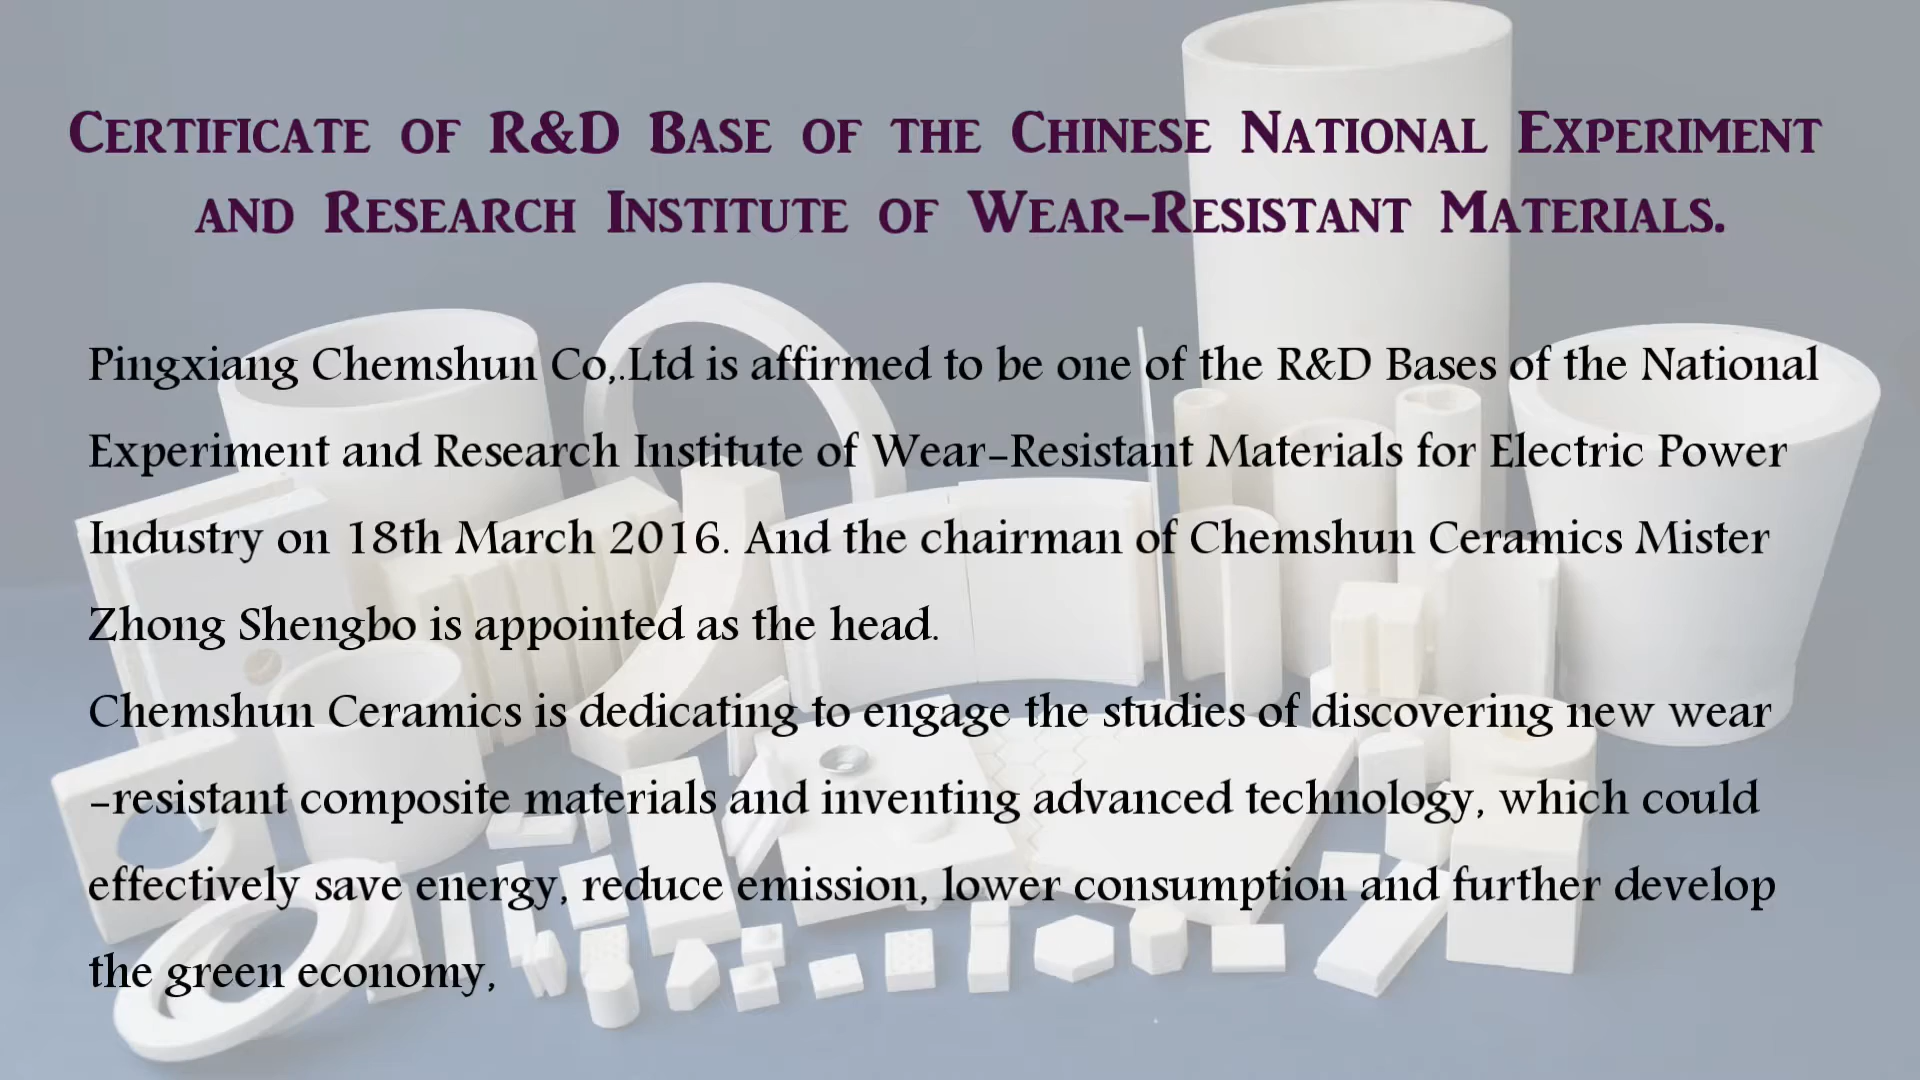 Certificate of R&D Base of the Chinese National Experiment
and Research Institute of Wear-Resistant Materials.
Pingxiang Chemshun Co,.Ltd is affirmed to be one of the R&D Bases of the National
Experiment and Research Institute of Wear-Resistant Materials for Electric Power
Industry on 18th March 2016. And the chairman of Chemshun Ceramics Mister
Zhong Shengbo is appointed as the head.
Chemshun Ceramics is dedicating to engage the studies of discovering new wear
-resistant composite materials and inventing advanced technology, which could
effectively save energy, reduce emission, lower consumption and further develop
the green economy,